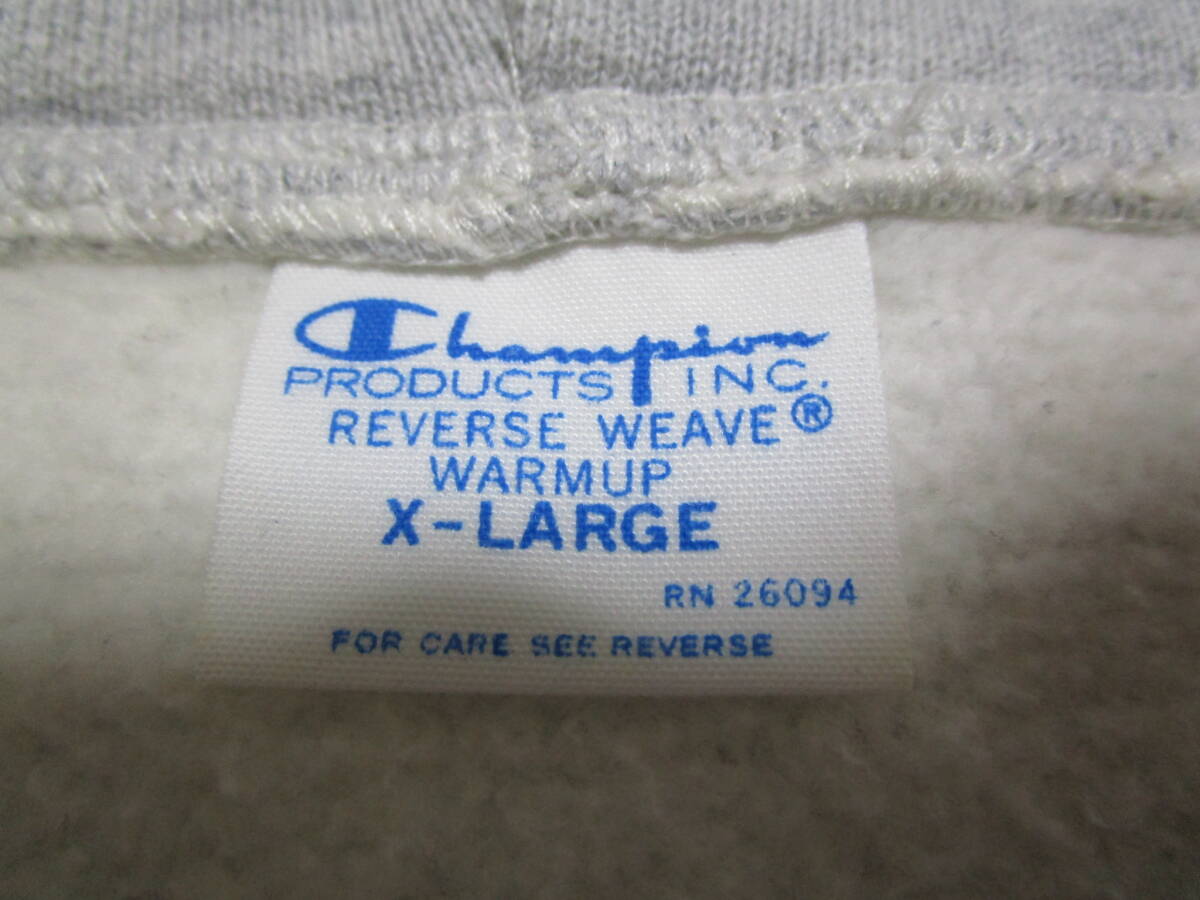 Champion
PRODUCTS INC.
REVERSE WEAVE®
WARMUP
X-LARGE
RN 26094
FOR CARE SEE REVERSE